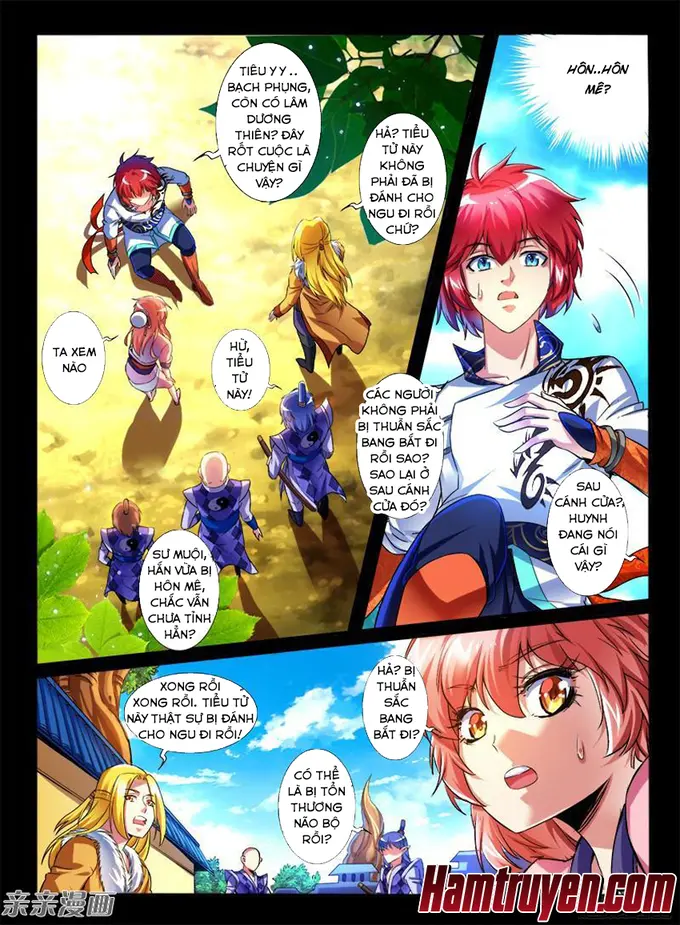 TIÊU Y Y ..
BẠCH PHỤNG,
CÒN CÓ LÂM
DƯƠNG
THIÊN? ĐÂY
RỐT CUỘC LÀ
CHUYỆN GÌ
VẬY?
HẢ? TIỂU
TỬ NÀY
KHÔNG
PHẢI ĐÃ BỊ
ĐÁNH CHO
NGU ĐI RỒI
CHỨ?
TA XEM
NÀO
HỪ,
TIỂU
TỬ NÀY!
SƯ MUỘI,
HẮN VỪA BỊ
HÔN MÊ,
CHẮC VẪN
CHƯA TỈNH
HẲN?
HÔN..HÔN
MÊ?
CÁC NGƯỜI
KHÔNG PHẢI
BỊ THUẪN SẮC
BANG BẮT ĐI
RỒI SAO?
SAO LẠI Ở
SAU CÁNH
CỬA ĐÓ?
SAU
CÁNH CỬA?,
HUYNH
ĐANG NÓI
CÁI GÌ
VẬY?
XONG RỒI
XONG RỒI. TIỂU TỬ
NÀY THẬT SỰ BỊ ĐÁNH
CHO NGU ĐI RỒI!
HẢ? BỊ
THUẪN
SẮC
BANG BẮT
ĐI?
CÓ THỂ
LÀ BỊ TỔN
THƯƠNG
NÃO BỘ
RỒI?
亲亲漫画
Hamtruyen.com